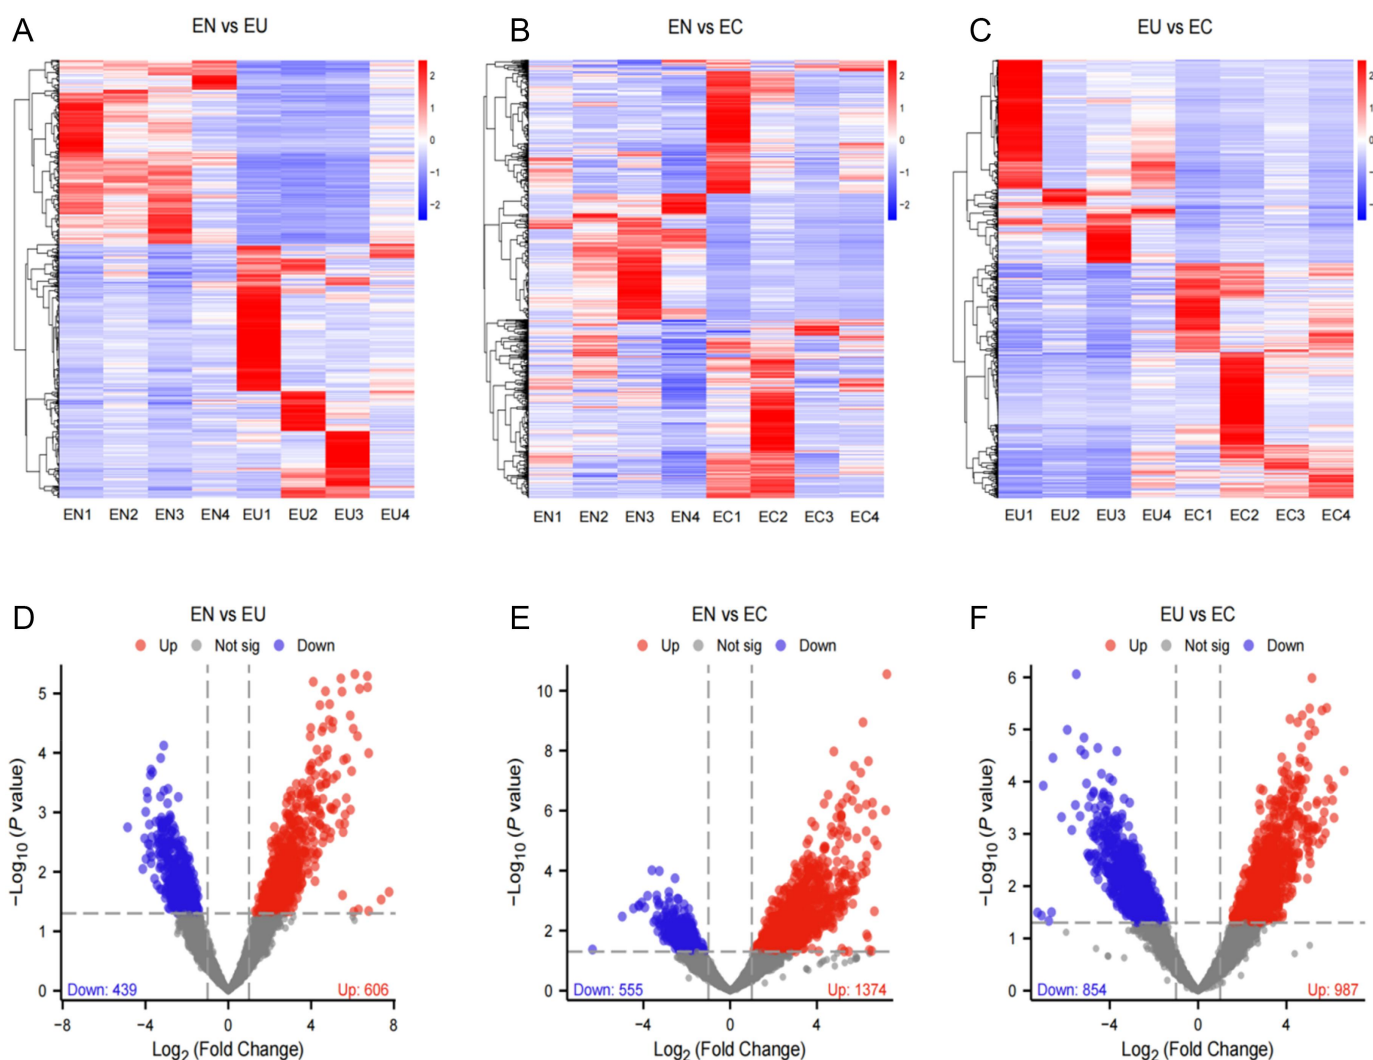 A
EN vs EU
2
1
0
−1
−2
EN1 EN2 EN3 EN4 EU1 EU2 EU3 EU4
B
EN vs EC
2
1
0
−1
−2
EN1 EN2 EN3 EN4 EC1 EC2 EC3 EC4
C
EU vs EC
2
1
0
−
−
EU1 EU2 EU3 EU4 EC1 EC2 EC3 EC4
D
EN vs EU
Up Not sig Down
−Log10 (P value)
5
4
3
2
1
0
Down: 439 Up: 606
−8 −4 0 4 8
Log2 (Fold Change)
E
EN vs EC
Up Not sig Down
−Log10 (P value)
10
8
6
4
2
0
Down: 555 Up: 1374
−4 0 4
Log2 (Fold Change)
F
EU vs EC
Up Not sig Down
−Log10 (P value)
6
5
4
3
2
1
0
Down: 854 Up: 987
−4 0 4
Log2 (Fold Change)